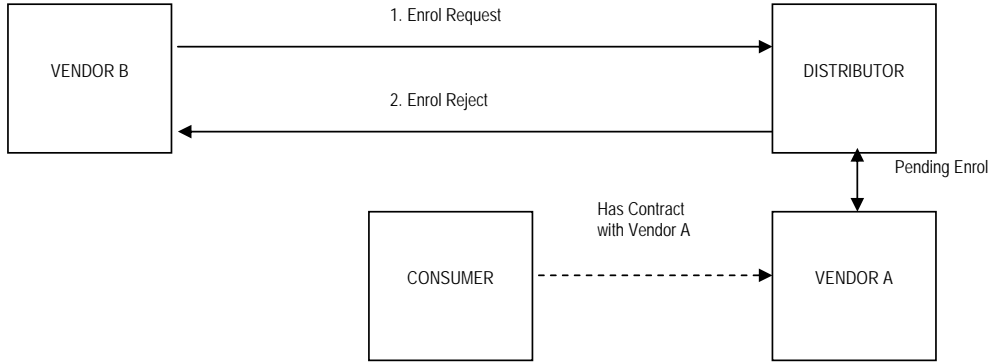 1. Enrol Request
VENDOR B
DISTRIBUTOR
2. Enrol Reject
Pending Enrol
Has Contract
with Vendor A
CONSUMER
VENDOR A